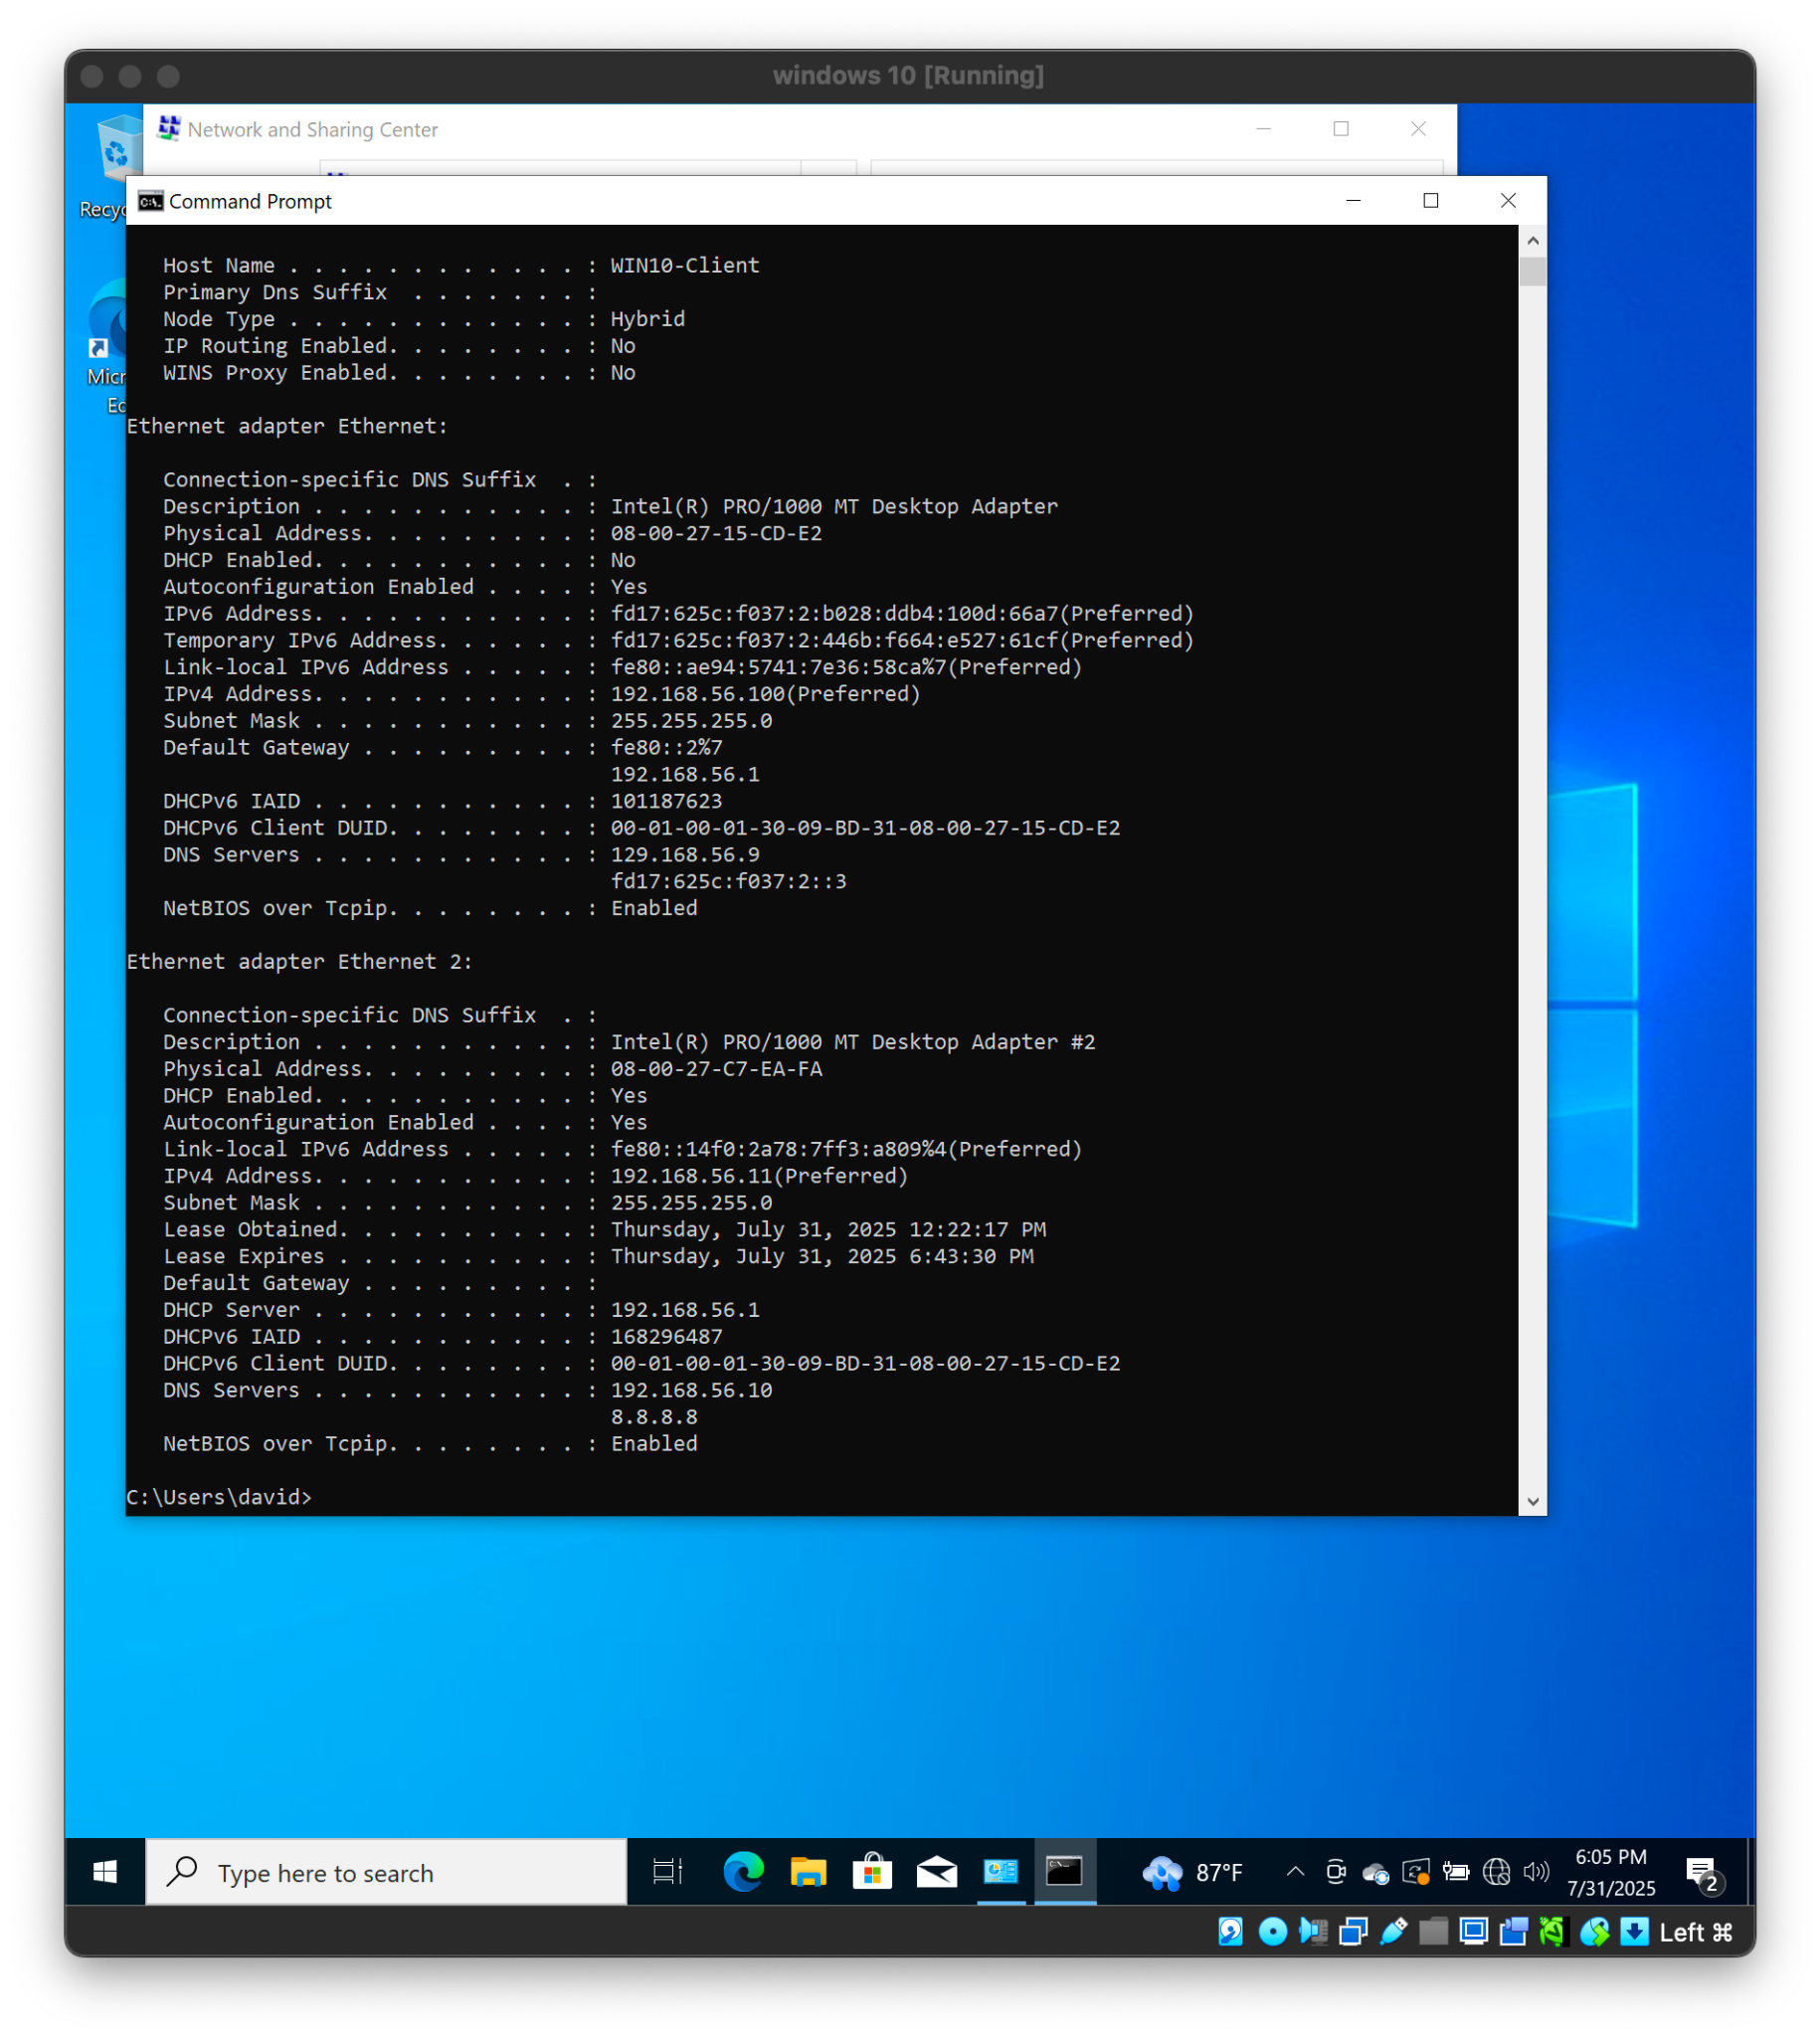 windows 10 [Running]
Network and Sharing Center
Recyc
Command Prompt
Micr
Ed
Host Name . . . . . . . . . . . . : WIN10-Client
Primary Dns Suffix  . . . . . . . :
Node Type . . . . . . . . . . . . : Hybrid
IP Routing Enabled. . . . . . . . : No
WINS Proxy Enabled. . . . . . . . : No
Ethernet adapter Ethernet:
Connection-specific DNS Suffix  . :
Description . . . . . . . . . . . : Intel(R) PRO/1000 MT Desktop Adapter
Physical Address. . . . . . . . . : 08-00-27-15-CD-E2
DHCP Enabled. . . . . . . . . . . : No
Autoconfiguration Enabled . . . . : Yes
IPv6 Address. . . . . . . . . . . : fd17:625c:f037:2:b028:ddb4:100d:66a7(Preferred)
Temporary IPv6 Address. . . . . . : fd17:625c:f037:2:446b:f664:e527:61cf(Preferred)
Link-local IPv6 Address . . . . . : fe80::ae94:5741:7e36:58ca%7(Preferred)
IPv4 Address. . . . . . . . . . . : 192.168.56.100(Preferred)
Subnet Mask . . . . . . . . . . . : 255.255.255.0
Default Gateway . . . . . . . . . : fe80::2%7
192.168.56.1
DHCPv6 IAID . . . . . . . . . . . : 101187623
DHCPv6 Client DUID. . . . . . . . : 00-01-00-01-30-09-BD-31-08-00-27-15-CD-E2
DNS Servers . . . . . . . . . . . : 129.168.56.9
fd17:625c:f037:2::3
NetBIOS over Tcpip. . . . . . . . : Enabled
Ethernet adapter Ethernet 2:
Connection-specific DNS Suffix  . :
Description . . . . . . . . . . . : Intel(R) PRO/1000 MT Desktop Adapter #2
Physical Address. . . . . . . . . : 08-00-27-C7-EA-FA
DHCP Enabled. . . . . . . . . . . : Yes
Autoconfiguration Enabled . . . . : Yes
Link-local IPv6 Address . . . . . : fe80::14f0:2a78:7ff3:a809%4(Preferred)
IPv4 Address. . . . . . . . . . . : 192.168.56.11(Preferred)
Subnet Mask . . . . . . . . . . . : 255.255.255.0
Lease Obtained. . . . . . . . . . : Thursday, July 31, 2025 12:22:17 PM
Lease Expires . . . . . . . . . . : Thursday, July 31, 2025 6:43:30 PM
Default Gateway . . . . . . . . . :
DHCP Server . . . . . . . . . . . : 192.168.56.1
DHCPv6 IAID . . . . . . . . . . . : 168296487
DHCPv6 Client DUID. . . . . . . . : 00-01-00-01-30-09-BD-31-08-00-27-15-CD-E2
DNS Servers . . . . . . . . . . . : 192.168.56.10
8.8.8.8
NetBIOS over Tcpip. . . . . . . . : Enabled
C:\Users\david>
Type here to search
87°F
6:05 PM
7/31/2025
2
Left ⌘